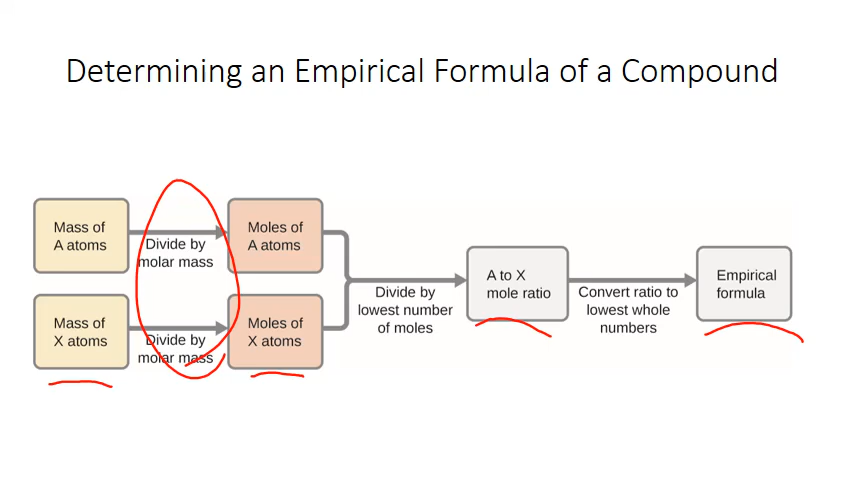 Determining an Empirical Formula of a Compound
Mass of
A atoms
Divide by
molar mass
Moles of
A atoms
Mass of
X atoms
Divide by
molar mass
Moles of
X atoms
Divide by
lowest number
of moles
A to X
mole ratio
Convert ratio to
lowest whole
numbers
Empirical
formula